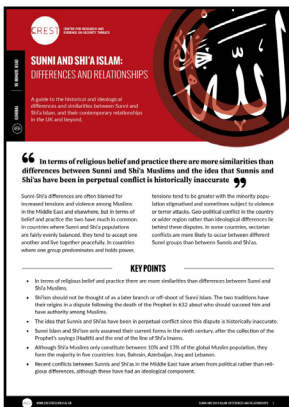 CREST
CENTRE FOR RESEARCH AND
EVIDENCE ON SECURITY THREATS
10 MINUTE READ
SUNNI AND SHI'A ISLAM:
DIFFERENCES AND RELATIONSHIPS
A guide to the historical and ideological
differences and similarities between Sunni and
Shi'a Islam, and their contemporary relationships
in the UK and beyond.
“ In terms of religious belief and practice there are more similarities than
differences between Sunni and Shi'a Muslims and the idea that Sunnis and
Shi'as have been in perpetual conflict is historically inaccurate ”
Sunni-Shi'a differences are often blamed for
increased tensions and violence among Muslims
in the Middle East and elsewhere, but in terms of
belief and practice the two have much in common.
In countries where Sunni and Shi'a populations
are fairly evenly balanced, they tend to accept one
another and live together peacefully. In countries
where one group predominates and holds power,
tensions tend to be greater with the minority popu-
lation stigmatised and sometimes subject to violence
or terror attacks. Geo-political conflict in the country
or wider region rather than ideological differences lie
behind these disputes. In some countries, sectarian
conflicts are more likely to occur between different
Sunni groups than between Sunnis and Shi'as.
KEY POINTS
• In terms of religious belief and practice there are more similarities than differences between Sunni and
Shi'a Muslims.
• Shi'ism should not be thought of as a later branch or off-shoot of Sunni Islam. The two traditions have
their origins in a dispute following the death of the Prophet in 632 about who should succeed him and
have authority among Muslims.
• The idea that Sunnis and Shi'as have been in perpetual conflict since this dispute is historically inaccurate.
• Sunni Islam and Shi'ism only assumed their current forms in the ninth century, after the collection of the
Prophet's sayings (Hadith) and the end of the line of Shi'a Imams.
• Although Shi'a Muslims only constitute between 10% and 13% of the global Muslim population, they
form the majority in five countries: Iran, Bahrain, Azerbaijan, Iraq and Lebanon.
• Recent conflicts between Sunnis and Shi'as in the Middle East have arisen from political rather than reli-
gious differences, although these have had an ideological component.